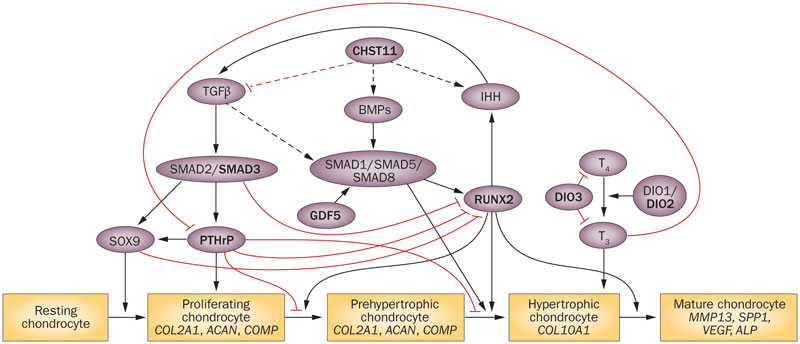 CHST11
TGFβ
IHH
BMPs
SMAD2/SMAD3
SMAD1/SMAD5/
SMAD8
T4
DIO1/
DIO2
DIO3
RUNX2
GDF5
SOX9
PTHrP
T3
Resting
chondrocyte
Proliferating
chondrocyte
COL2A1, ACAN, COMP
Prehypertrophic
chondrocyte
COL2A1, ACAN, COMP
Hypertrophic
chondrocyte
COL10A1
Mature chondrocyte
MMP13, SPP1,
VEGF, ALP